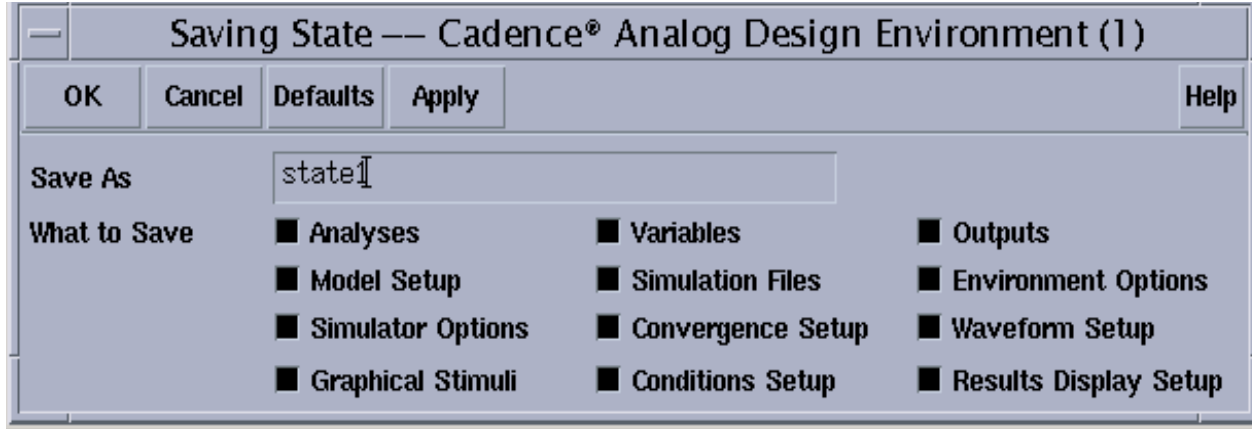 Saving State –– Cadence® Analog Design Environment (1)
OK Cancel Defaults Apply Help
Save As state1
What to Save Analyses Variables Outputs
Model Setup Simulation Files Environment Options
Simulator Options Convergence Setup Waveform Setup
Graphical Stimuli Conditions Setup Results Display Setup